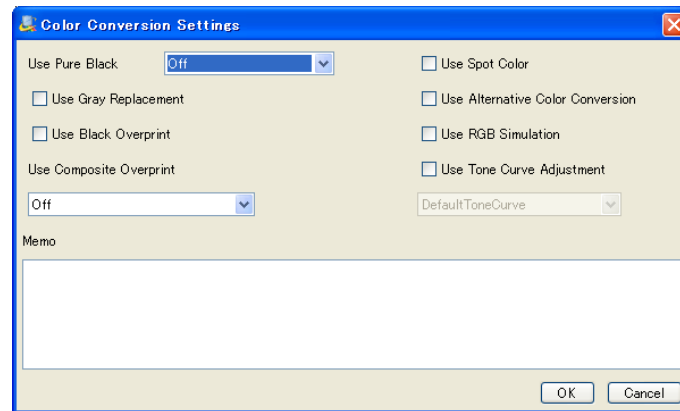 Color Conversion Settings
Use Pure Black Off Use Spot Color
Use Gray Replacement Use Alternative Color Conversion
Use Black Overprint Use RGB Simulation
Use Composite Overprint Use Tone Curve Adjustment
Off DefaultToneCurve
Memo
OK Cancel